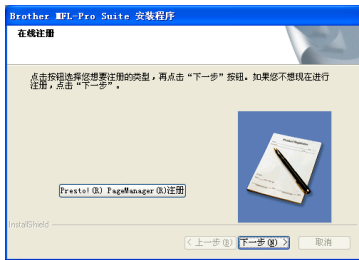 Brother MFL-Pro Suite 安装程序
在线注册
点击按钮选择您想要注册的类型，再点击“下一步”按钮。如果您不想现在进行
注册，点击“下一步”。
Presto!(R) PageManager(R)注册
InstallShield
< 上一步(B) 下一步(N) > 取消